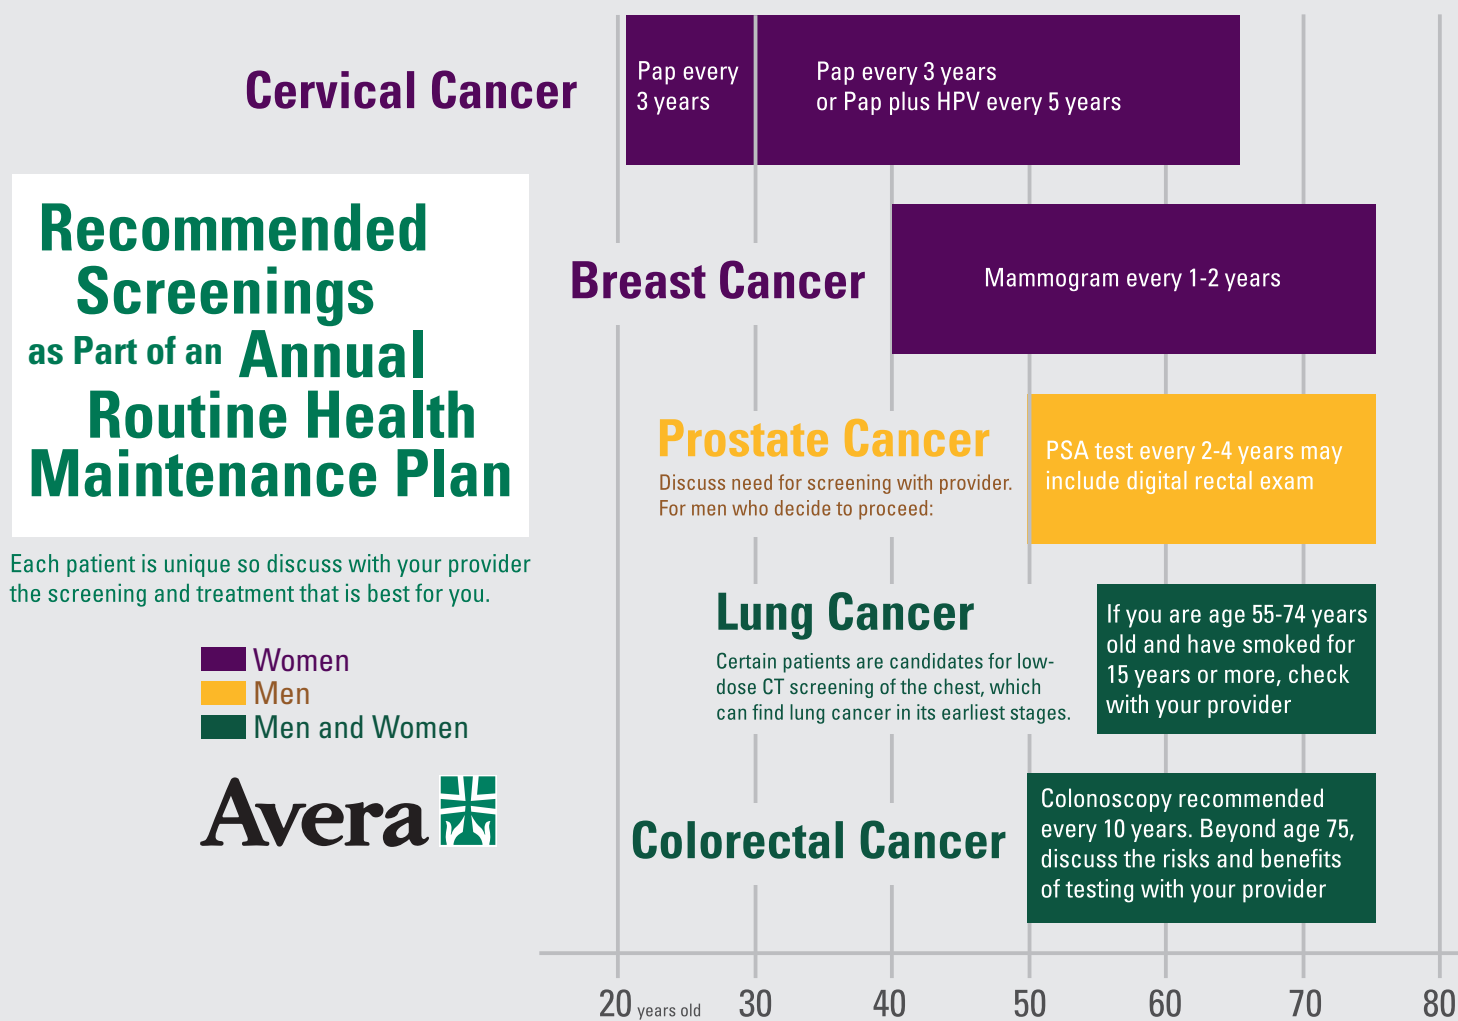 Cervical Cancer
Pap every
3 years
Pap every 3 years
or Pap plus HPV every 5 years
Recommended
Screenings
as Part of an Annual
Routine Health
Maintenance Plan
Each patient is unique so discuss with your provider
the screening and treatment that is best for you.
Women
Men
Men and Women
Avera
Breast Cancer
Mammogram every 1-2 years
Prostate Cancer
Discuss need for screening with provider.
For men who decide to proceed:
PSA test every 2-4 years may
include digital rectal exam
Lung Cancer
Certain patients are candidates for low-
dose CT screening of the chest, which
can find lung cancer in its earliest stages.
If you are age 55-74 years
old and have smoked for
15 years or more, check
with your provider
Colorectal Cancer
Colonoscopy recommended
every 10 years. Beyond age 75,
discuss the risks and benefits
of testing with your provider
20 years old 30 40 50 60 70 80